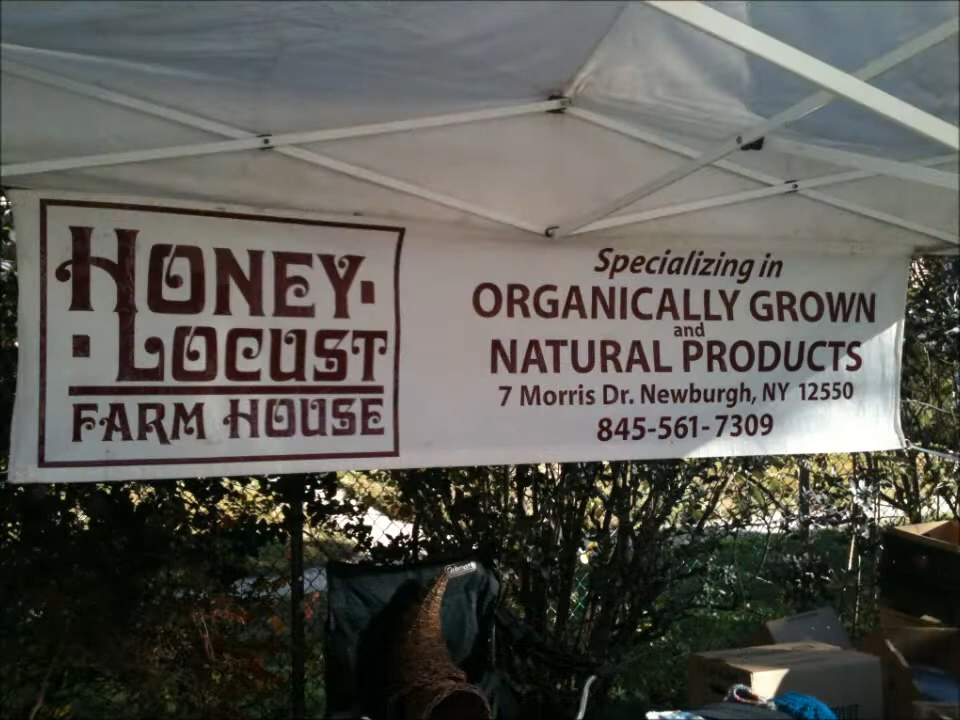 HONEY
LOCUST
FARM HOUSE
Specializing in
ORGANICALLY GROWN
and
NATURAL PRODUCTS
7 Morris Dr. Newburgh, NY 12550
845-561-7309
Coleman